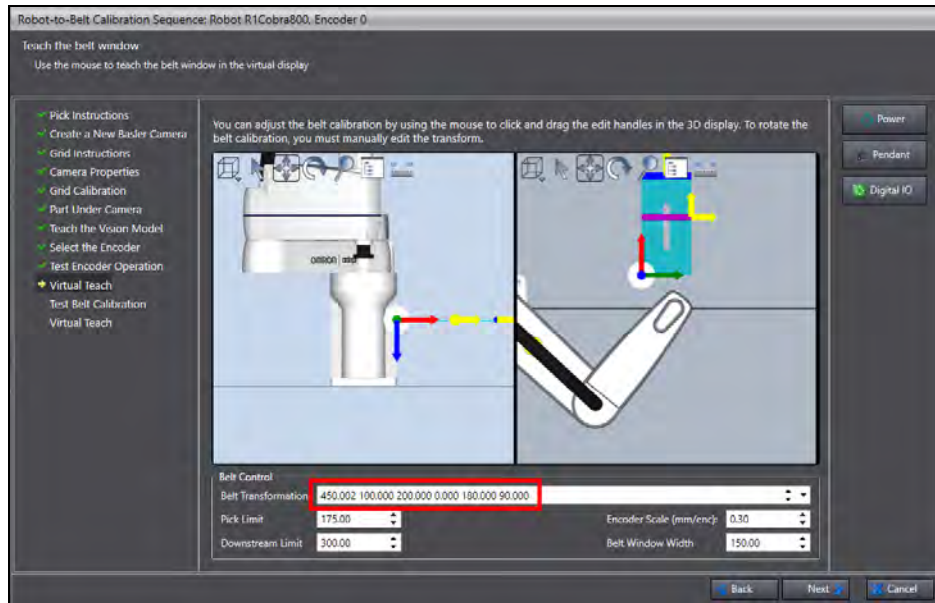 Robot-to-Belt Calibration Sequence: Robot R1Cobra800, Encoder 0
Teach the belt window
Use the mouse to teach the belt window in the virtual display
Pick Instructions
Create a New Basler Camera
Grid Instructions
Camera Properties
Grid Calibration
Part Under Camera
Teach the Vision Model
Select the Encoder
Test Encoder Operation
Virtual Teach
Test Belt Calibration
Virtual Teach
You can adjust the belt calibration by using the mouse to click and drag the edit handles in the 3D display. To rotate the
belt calibration, you must manually edit the transform.
OMRON
Belt Control
Belt Transformation 450.002 100.000 200.000 0.000 180.000 90.000
Pick Limit 175.00 Encoder Scale (mm/enc): 0.30
Downstream Limit 300.00 Belt Window Width 150.00
Power
Pendant
Digital IO
Back Next Cancel